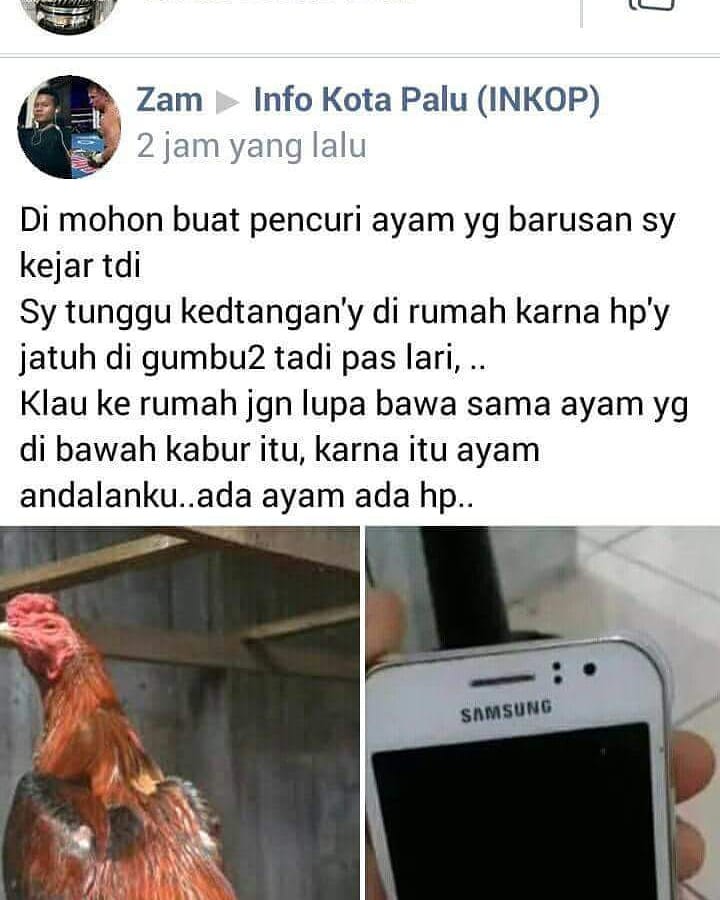 Zam ▶ Info Kota Palu (INKOP)
2 jam yang lalu
Di mohon buat pencuri ayam yg barusan sy
kejar tdi
Sy tunggu kedtangan'y di rumah karna hp'y
jatuh di gumbu2 tadi pas lari, ..
Klau ke rumah jgn lupa bawa sama ayam yg
di bawah kabur itu, karna itu ayam
andalanku..ada ayam ada hp..
SAMSUNG